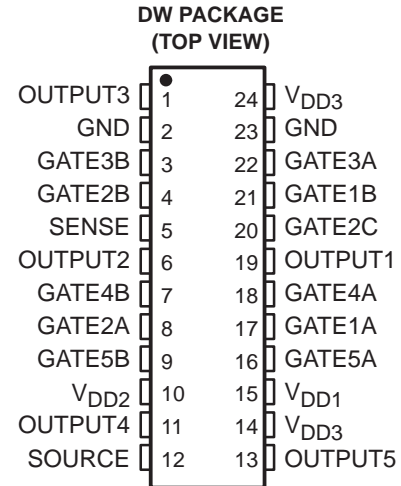 DW PACKAGE
(TOP VIEW)
OUTPUT3 1 24 VDD3
GND 2 23 GND
GATE3B 3 22 GATE3A
GATE2B 4 21 GATE1B
SENSE 5 20 GATE2C
OUTPUT2 6 19 OUTPUT1
GATE4B 7 18 GATE4A
GATE2A 8 17 GATE1A
GATE5B 9 16 GATE5A
VDD2 10 15 VDD1
OUTPUT4 11 14 VDD3
SOURCE 12 13 OUTPUT5